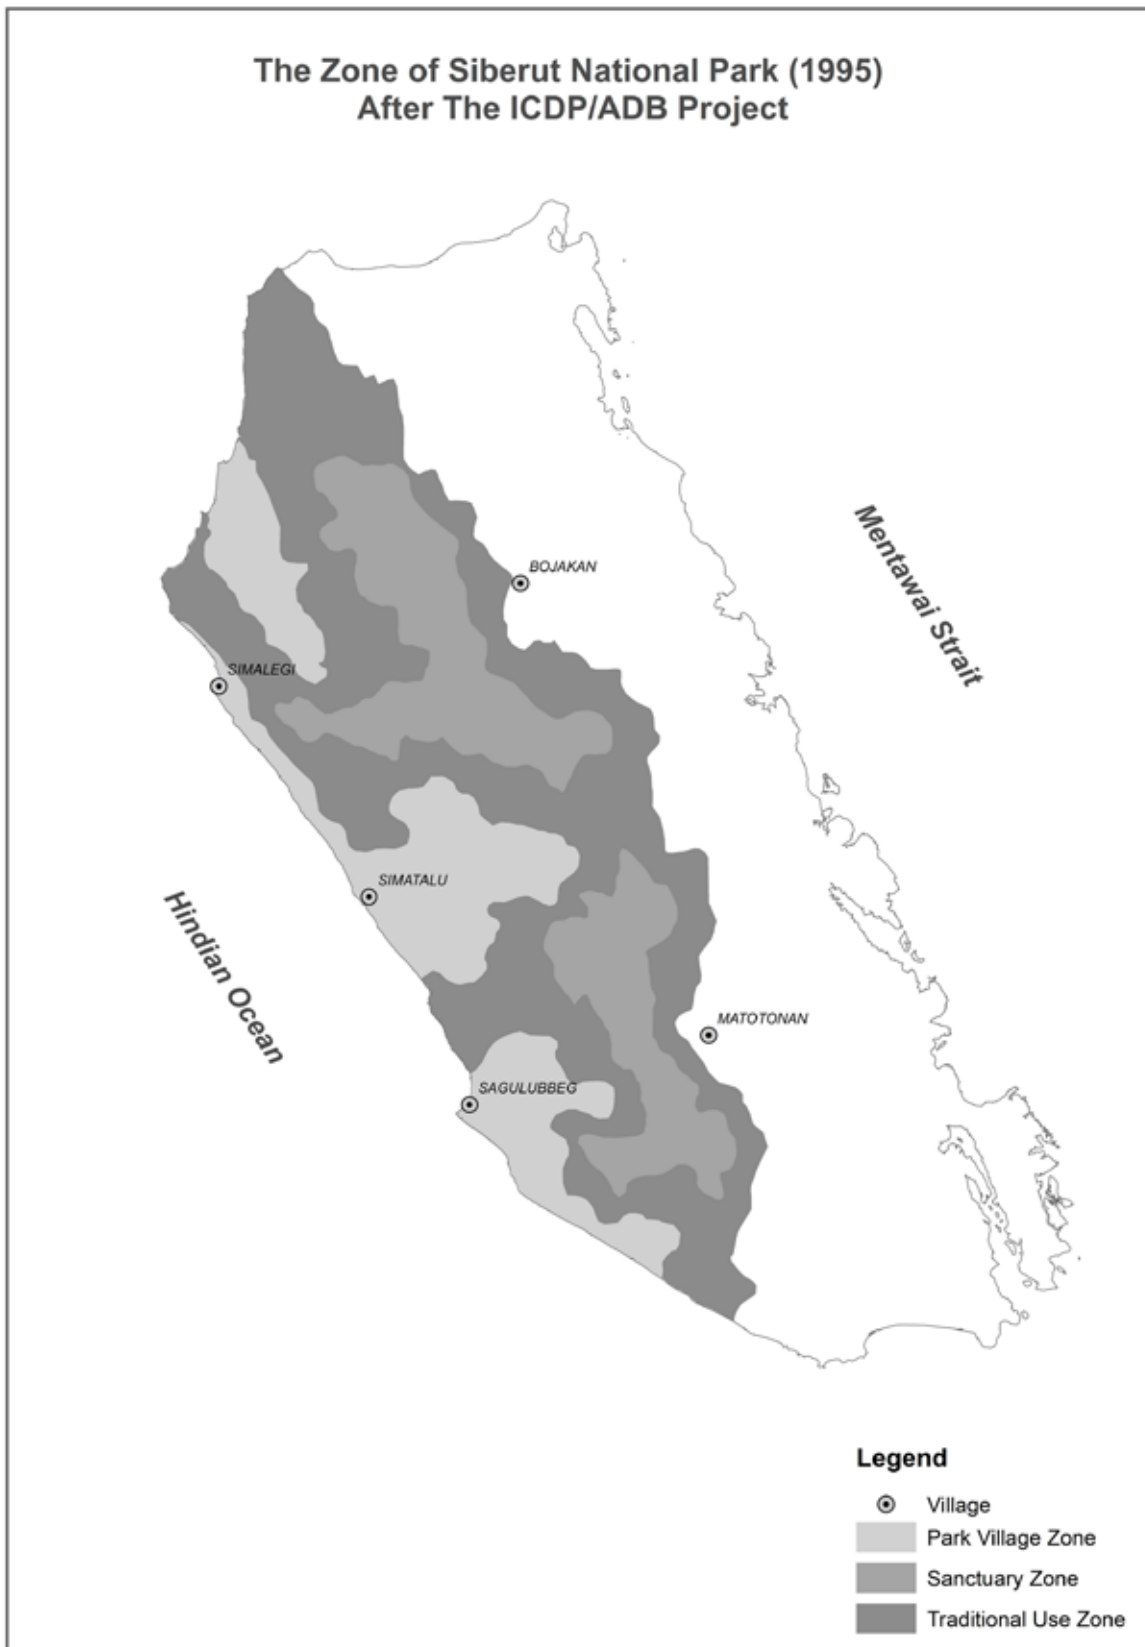 The Zone of Siberut National Park (1995)
After The ICDP/ADB Project
BOJAKAN
Mentawai Strait
SIMALEGI
SIMATALU
Hindian Ocean
MATOTONAN
SAGULUBBEG
Legend
Village
Park Village Zone
Sanctuary Zone
Traditional Use Zone